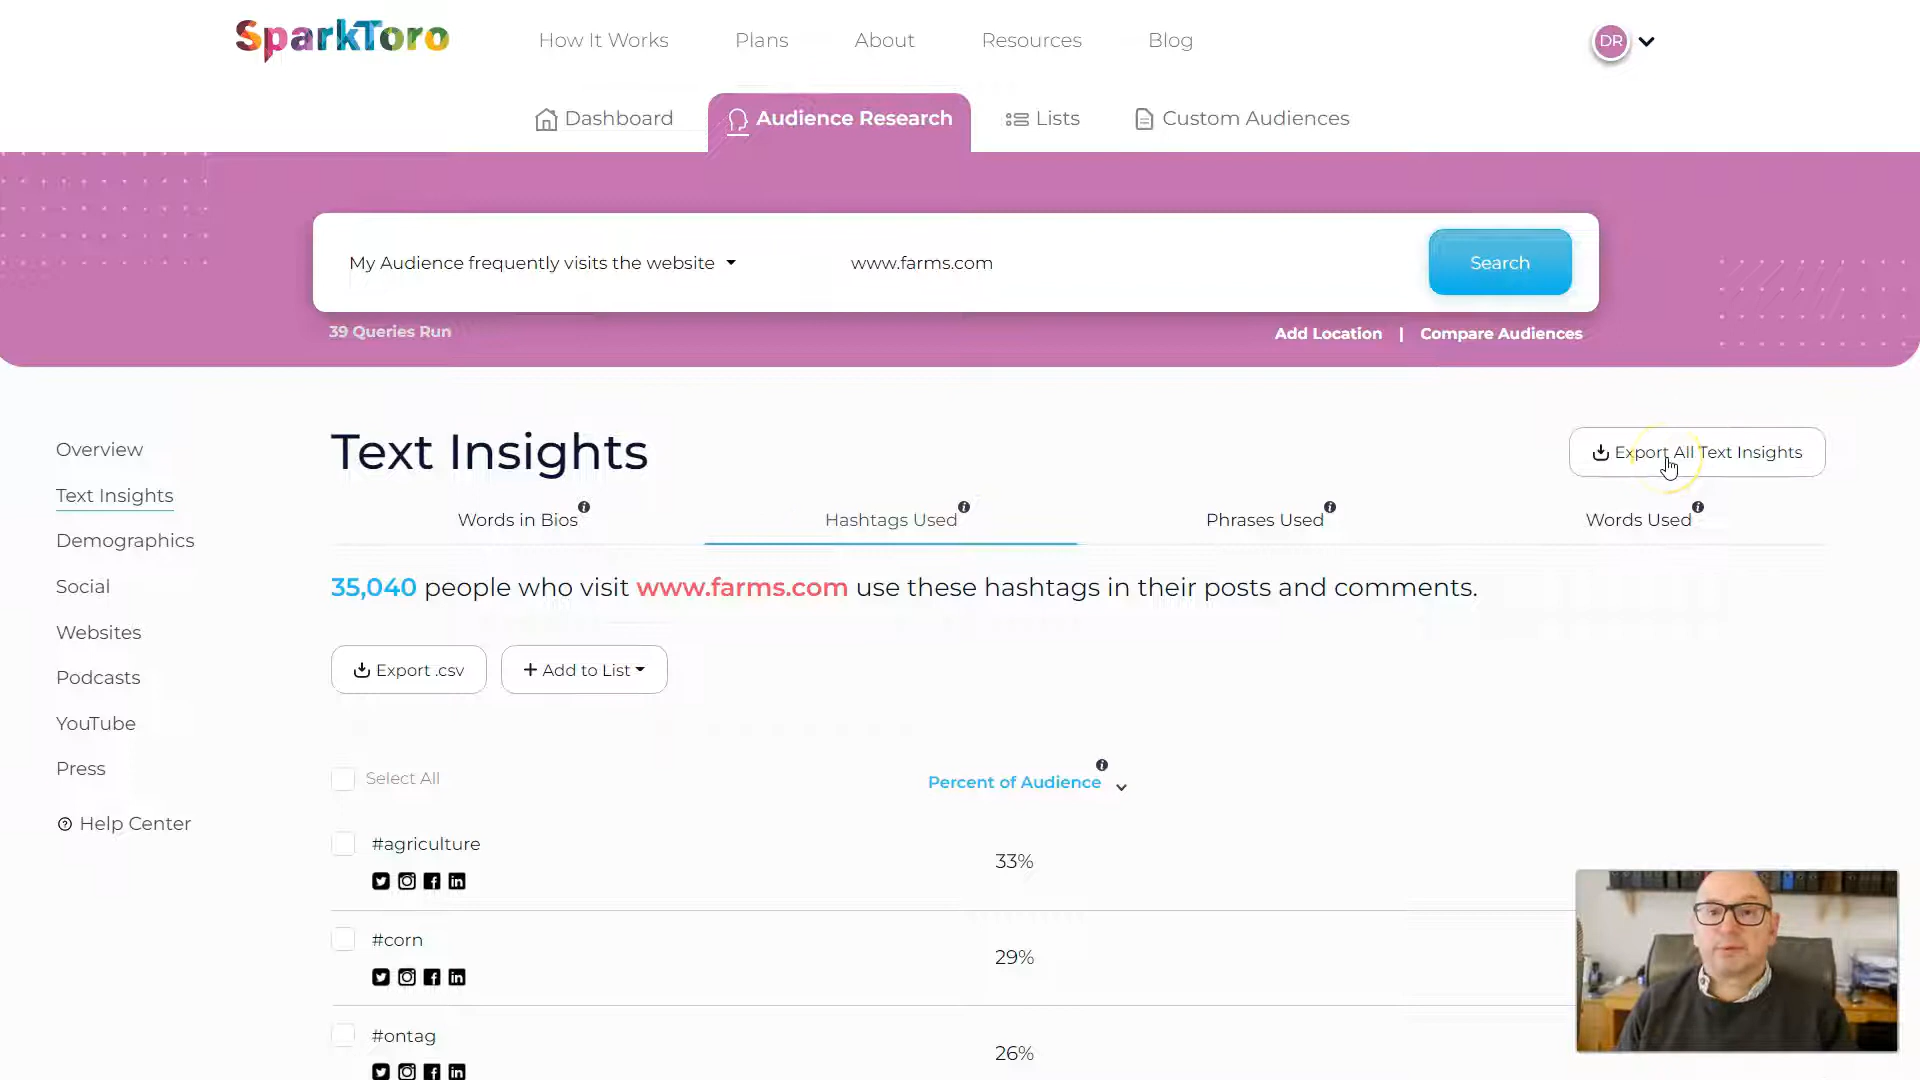 SparkToro
How It Works
Plans
About
Resources
Blog
DR
Dashboard
Audience Research
Lists
Custom Audiences
My Audience frequently visits the website
www.farms.com
Search
39 Queries Run
Add Location | Compare Audiences
Overview
Text Insights
Demographics
Social
Websites
Podcasts
YouTube
Press
Help Center
Text Insights
Export All Text Insights
Words in Bios
Hashtags Used
Phrases Used
Words Used
35,040 people who visit www.farms.com use these hashtags in their posts and comments.
Export .csv
+ Add to List
Select All
Percent of Audience
#agriculture
33%
#corn
29%
#ontag
26%